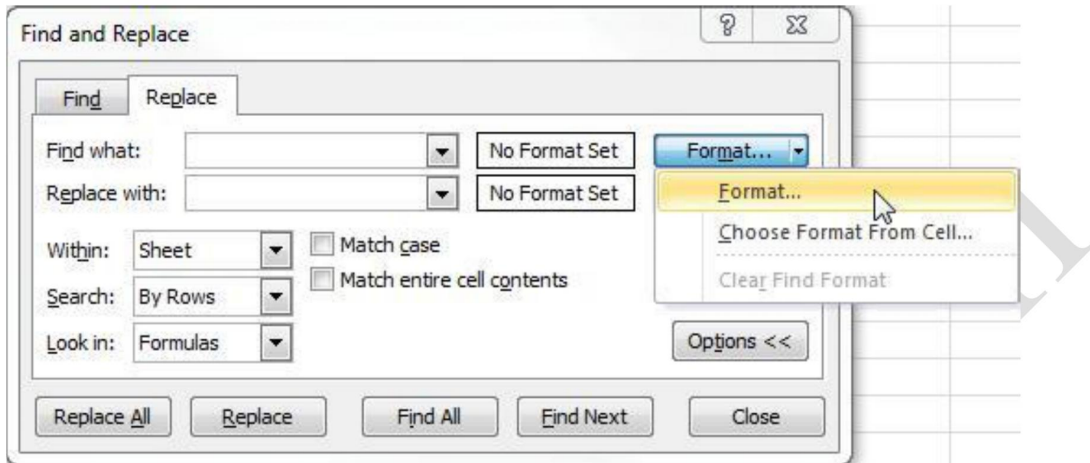 Find and Replace
Find Replace
Find what: No Format Set Format...
Replace with: No Format Set
Format...
Choose Format From Cell...
Clear Find Format
Within: Sheet Match case
Match entire cell contents
Search: By Rows
Look in: Formulas Options <<
Replace All Replace Find All Find Next Close